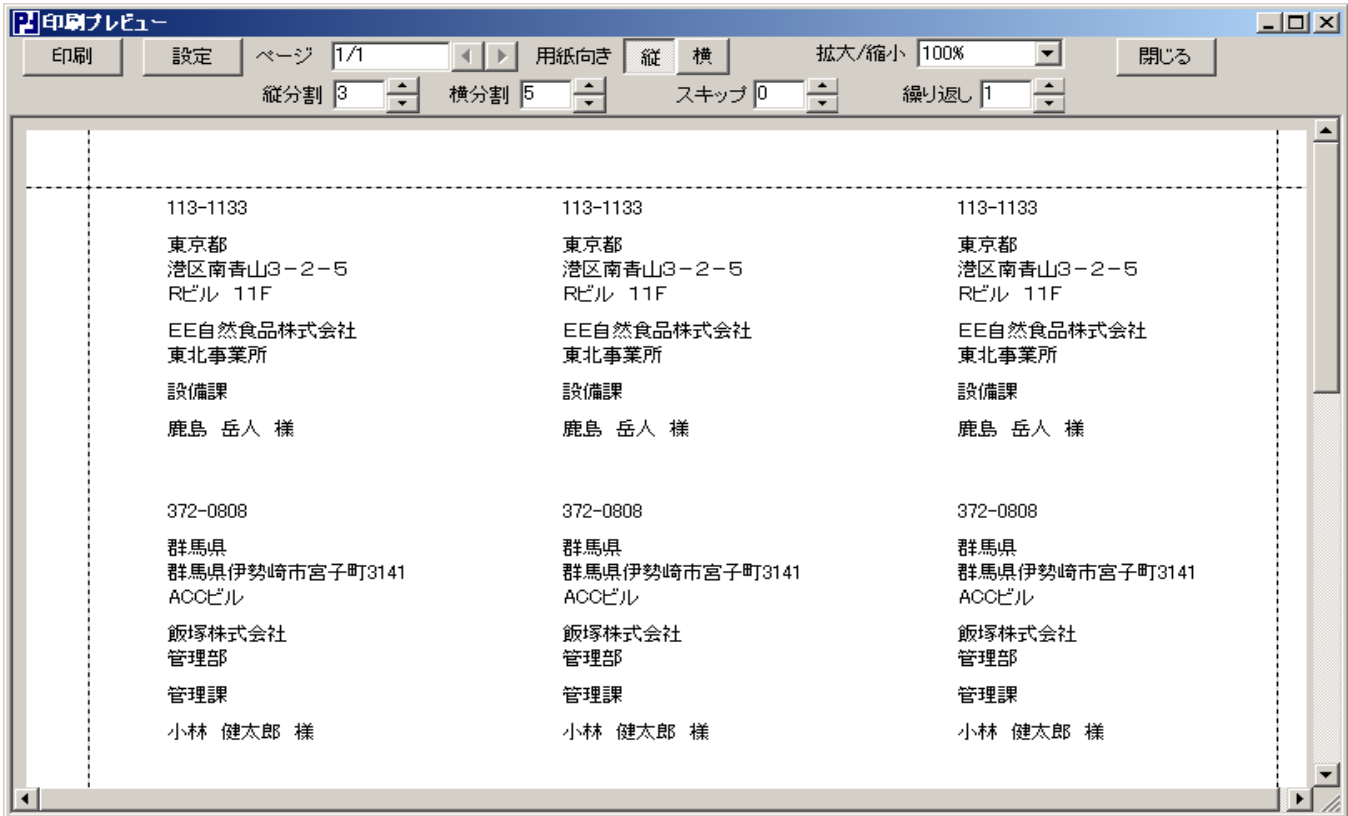 印刷プレビュー
印刷 設定 ページ 1/1 用紙向き 縦 横 拡大/縮小 100% 閉じる
縦分割 3 横分割 5 スキップ 0 繰り返し 1
113-1133 113-1133 113-1133
東京都 東京都 東京都
港区南青山3-2-5 港区南青山3-2-5 港区南青山3-2-5
Rビル 11F Rビル 11F Rビル 11F
EE自然食品株式会社 EE自然食品株式会社 EE自然食品株式会社
東北事業所 東北事業所 東北事業所
設備課 設備課 設備課
鹿島 岳人 様 鹿島 岳人 様 鹿島 岳人 様
372-0808 372-0808 372-0808
群馬県 群馬県 群馬県
群馬県伊勢崎市宮子町3141 群馬県伊勢崎市宮子町3141 群馬県伊勢崎市宮子町3141
ACCビル ACCビル ACCビル
飯塚株式会社 飯塚株式会社 飯塚株式会社
管理部 管理部 管理部
管理課 管理課 管理課
小林 健太郎 様 小林 健太郎 様 小林 健太郎 様